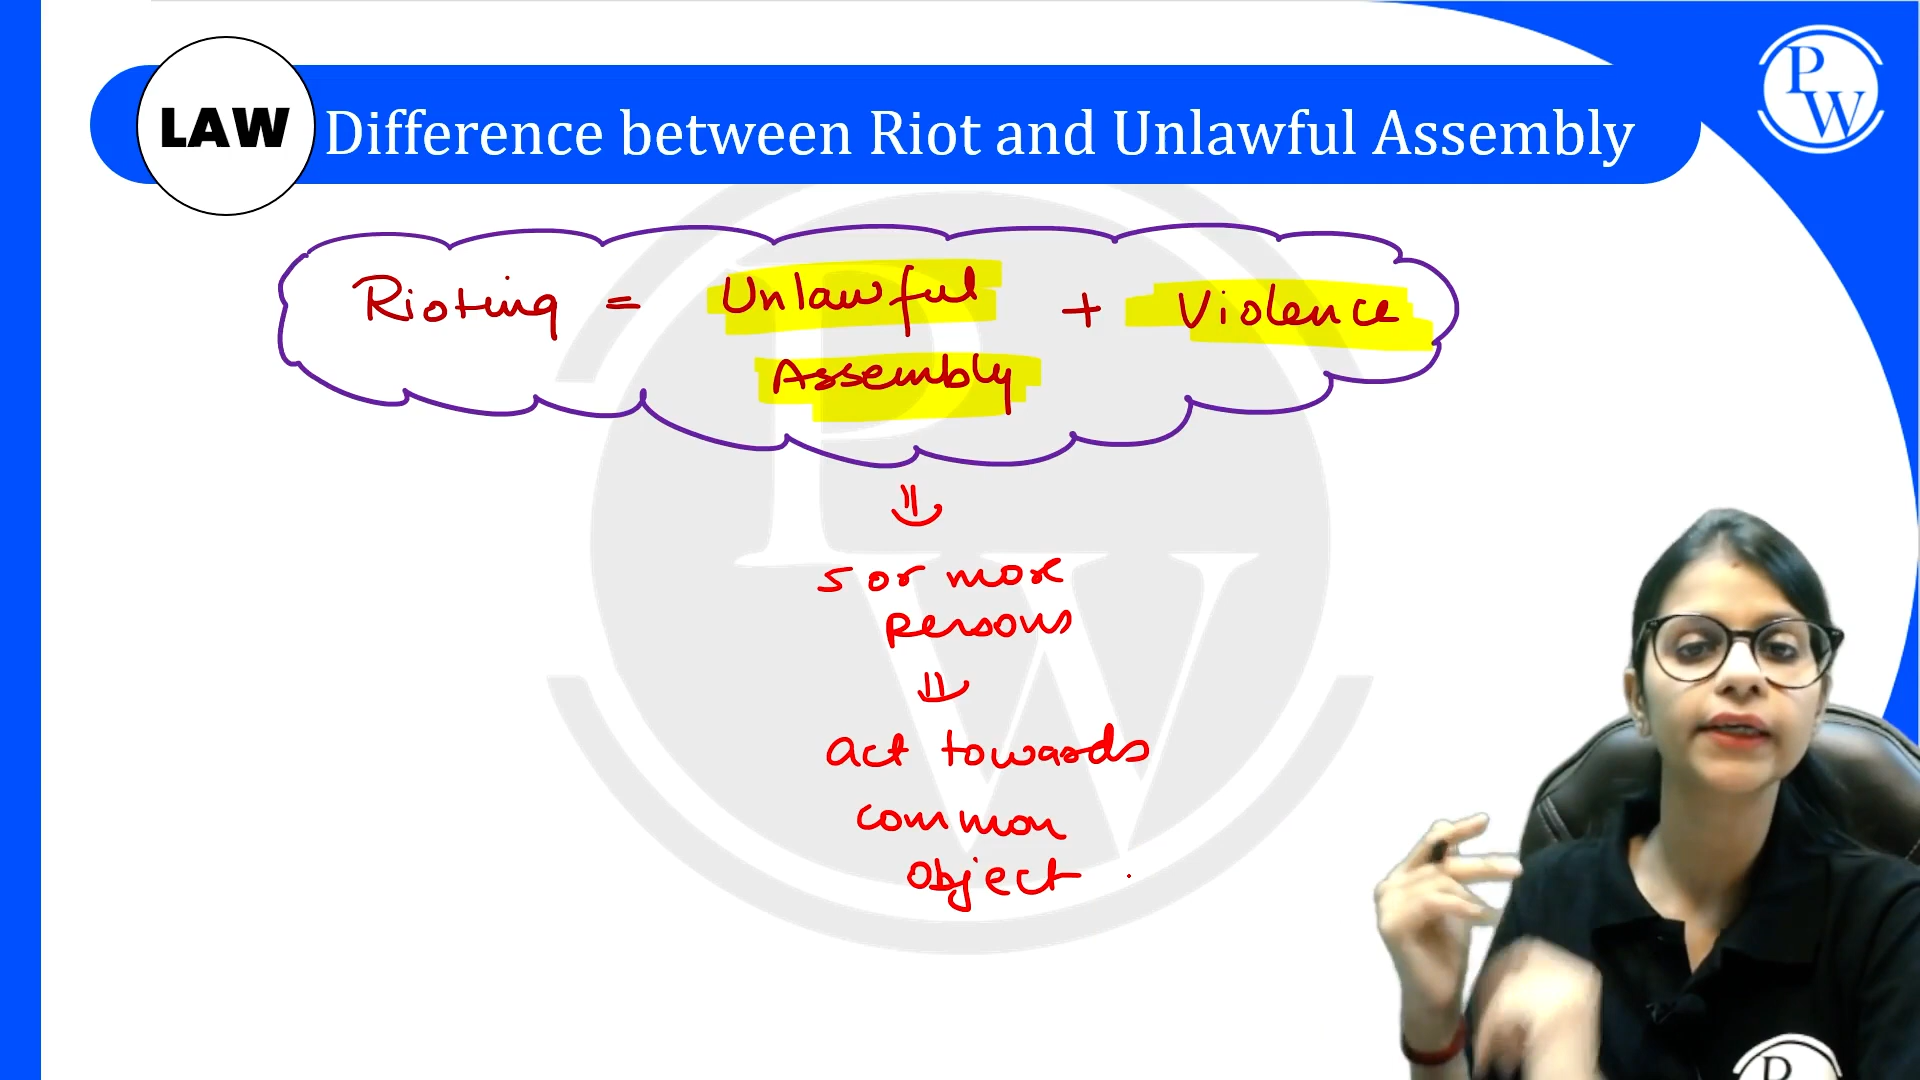 LAW
Difference between Riot and Unlawful Assembly
PW
Rioting = Unlawful Assembly + Violence
5 or more
persons
act towards
common
object